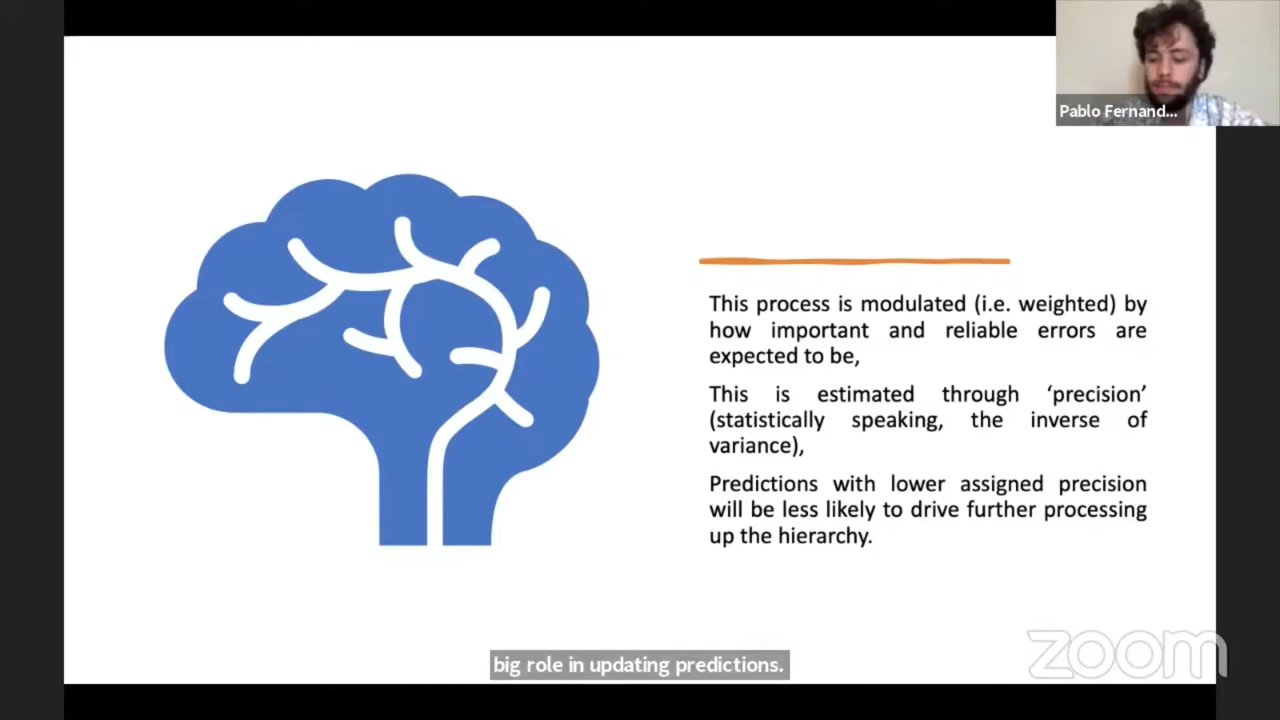 Pablo Fernand...
This process is modulated (i.e. weighted) by
how important and reliable errors are
expected to be,
This is estimated through ‘precision’
(statistically speaking, the inverse of
variance),
Predictions with lower assigned precision
will be less likely to drive further processing
up the hierarchy.
big role in updating predictions.
zoom